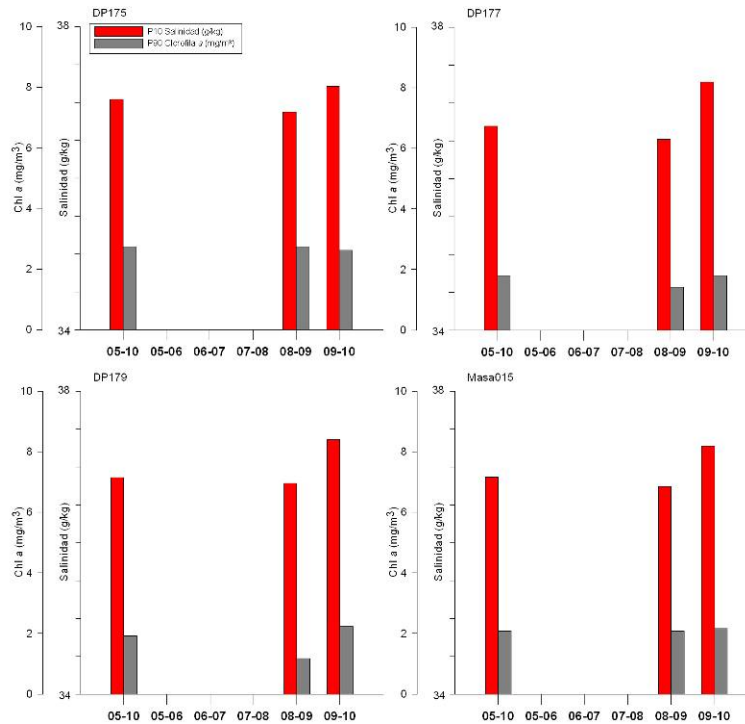 DP175
P10 Salinidad (g/kg)
P90 Clorofila a (mg/m³)
Chl a (mg/m3)
10
8
6
4
2
0
Salinidad (g/kg)
38
34
05-10 05-06 06-07 07-08 08-09 09-10
DP177
Chl a (mg/m3)
10
8
6
4
2
0
Salinidad (g/kg)
38
34
05-10 05-06 06-07 07-08 08-09 09-10
DP179
Chl a (mg/m3)
10
8
6
4
2
0
Salinidad (g/kg)
38
34
05-10 05-06 06-07 07-08 08-09 09-10
Masa015
Chl a (mg/m3)
10
8
6
4
2
0
Salinidad (g/kg)
38
34
05-10 05-06 06-07 07-08 08-09 09-10